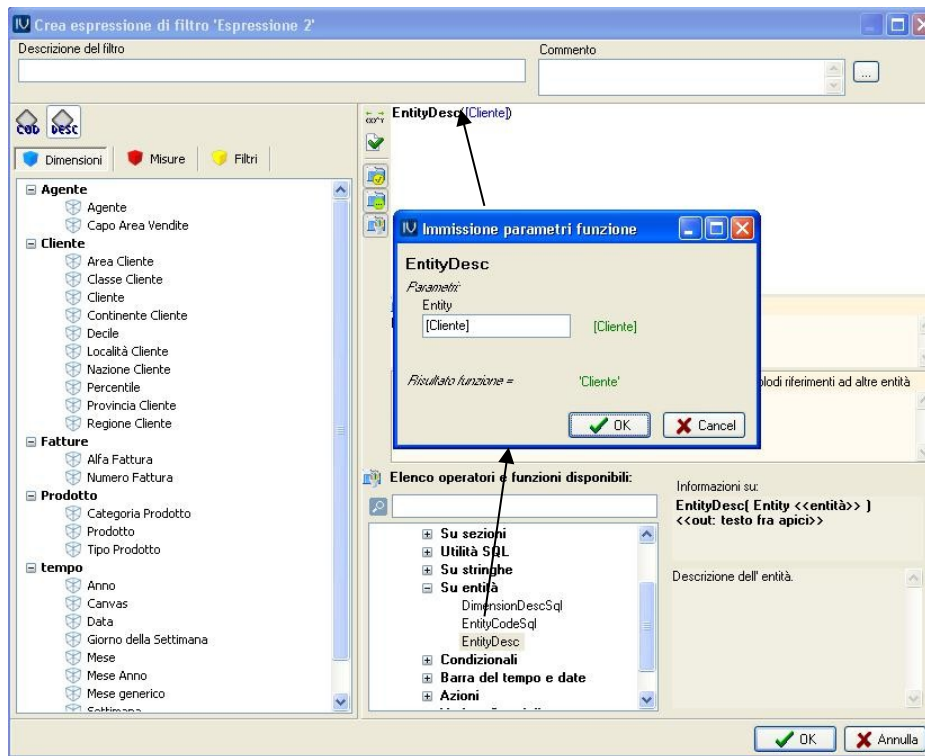 Crea espressione di filtro 'Espressione 2'
Descrizione del filtro
Commento
...
COD
DESC
Dimensioni
Misure
Filtri
Agente
Agente
Capo Area Vendite
Cliente
Area Cliente
Classe Cliente
Cliente
Continente Cliente
Decile
Località Cliente
Nazione Cliente
Percentile
Provincia Cliente
Regione Cliente
Fatture
Alfa Fattura
Numero Fattura
Prodotto
Categoria Prodotto
Prodotto
Tipo Prodotto
tempo
Anno
Canvas
Data
Giorno della Settimana
Mese
Mese Anno
Mese generico
Settimana
EntityDesc([Cliente])
Immissione parametri funzione
EntityDesc
Parametri:
Entity
[Cliente]
[Cliente]
Risultato funzione =
'Cliente'
OK
Cancel
plodi riferimenti ad altre entità
Elenco operatori e funzioni disponibili:
Su sezioni
Utilità SQL
Su stringhe
Su entità
DimensionDescSql
EntityCodeSql
EntityDesc
Condizionali
Barra del tempo e date
Azioni
Informazioni su:
EntityDesc( Entity <<entità>> )
<<out: testo fra apici>>
Descrizione dell' entità.
OK
Annulla